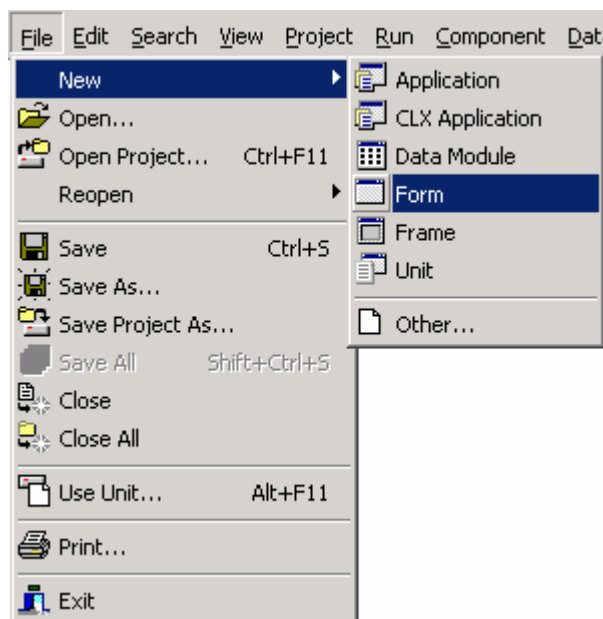 File Edit Search View Project Run Component Dat
New
Open...
Open Project... Ctrl+F11
Reopen
Save Ctrl+S
Save As...
Save Project As...
Save All Shift+Ctrl+S
Close
Close All
Use Unit... Alt+F11
Print...
Exit
Application
CLX Application
Data Module
Form
Frame
Unit
Other...